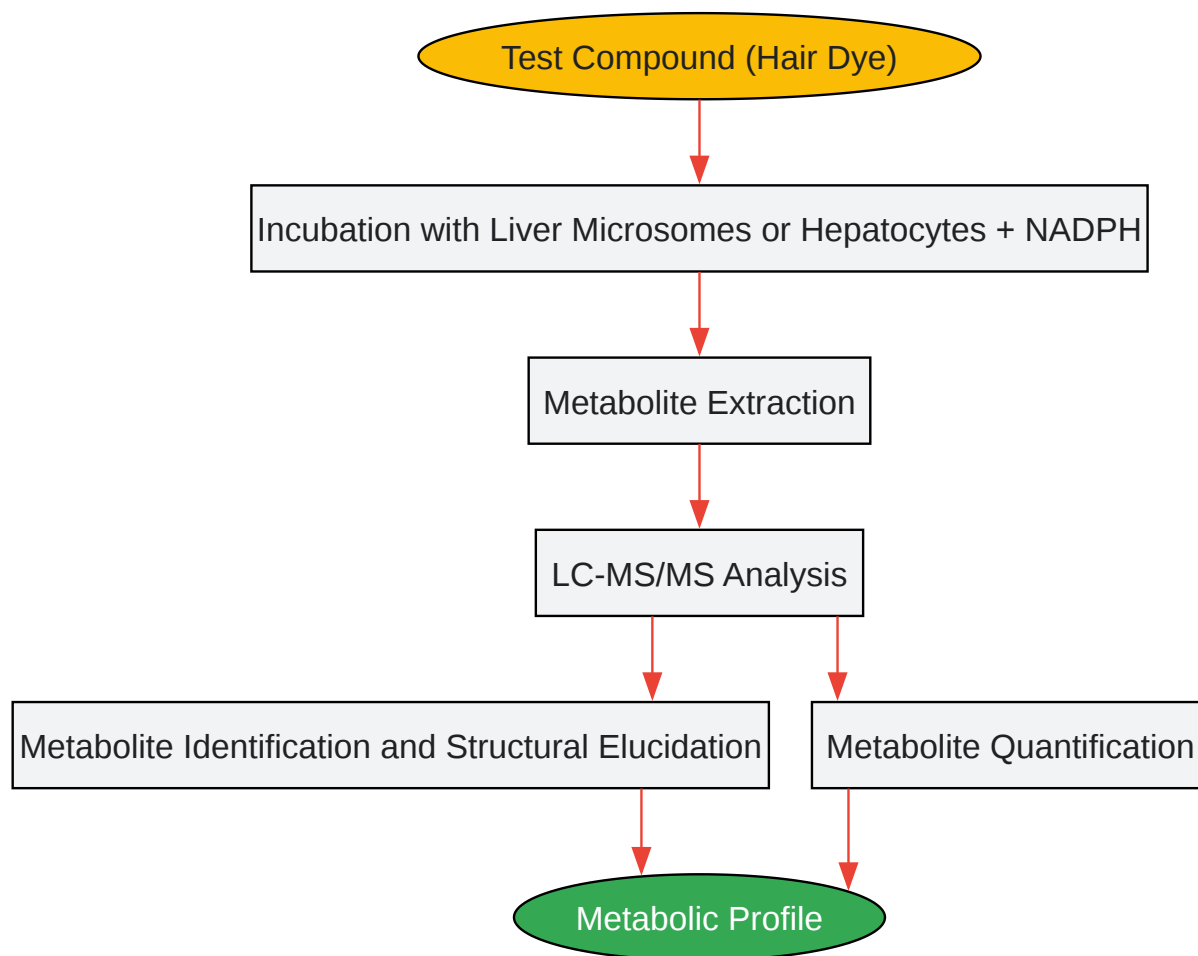 Test Compound (Hair Dye)
Incubation with Liver Microsomes or Hepatocytes + NADPH
Metabolite Extraction
LC-MS/MS Analysis
Metabolite Identification and Structural Elucidation
Metabolite Quantification
Metabolic Profile